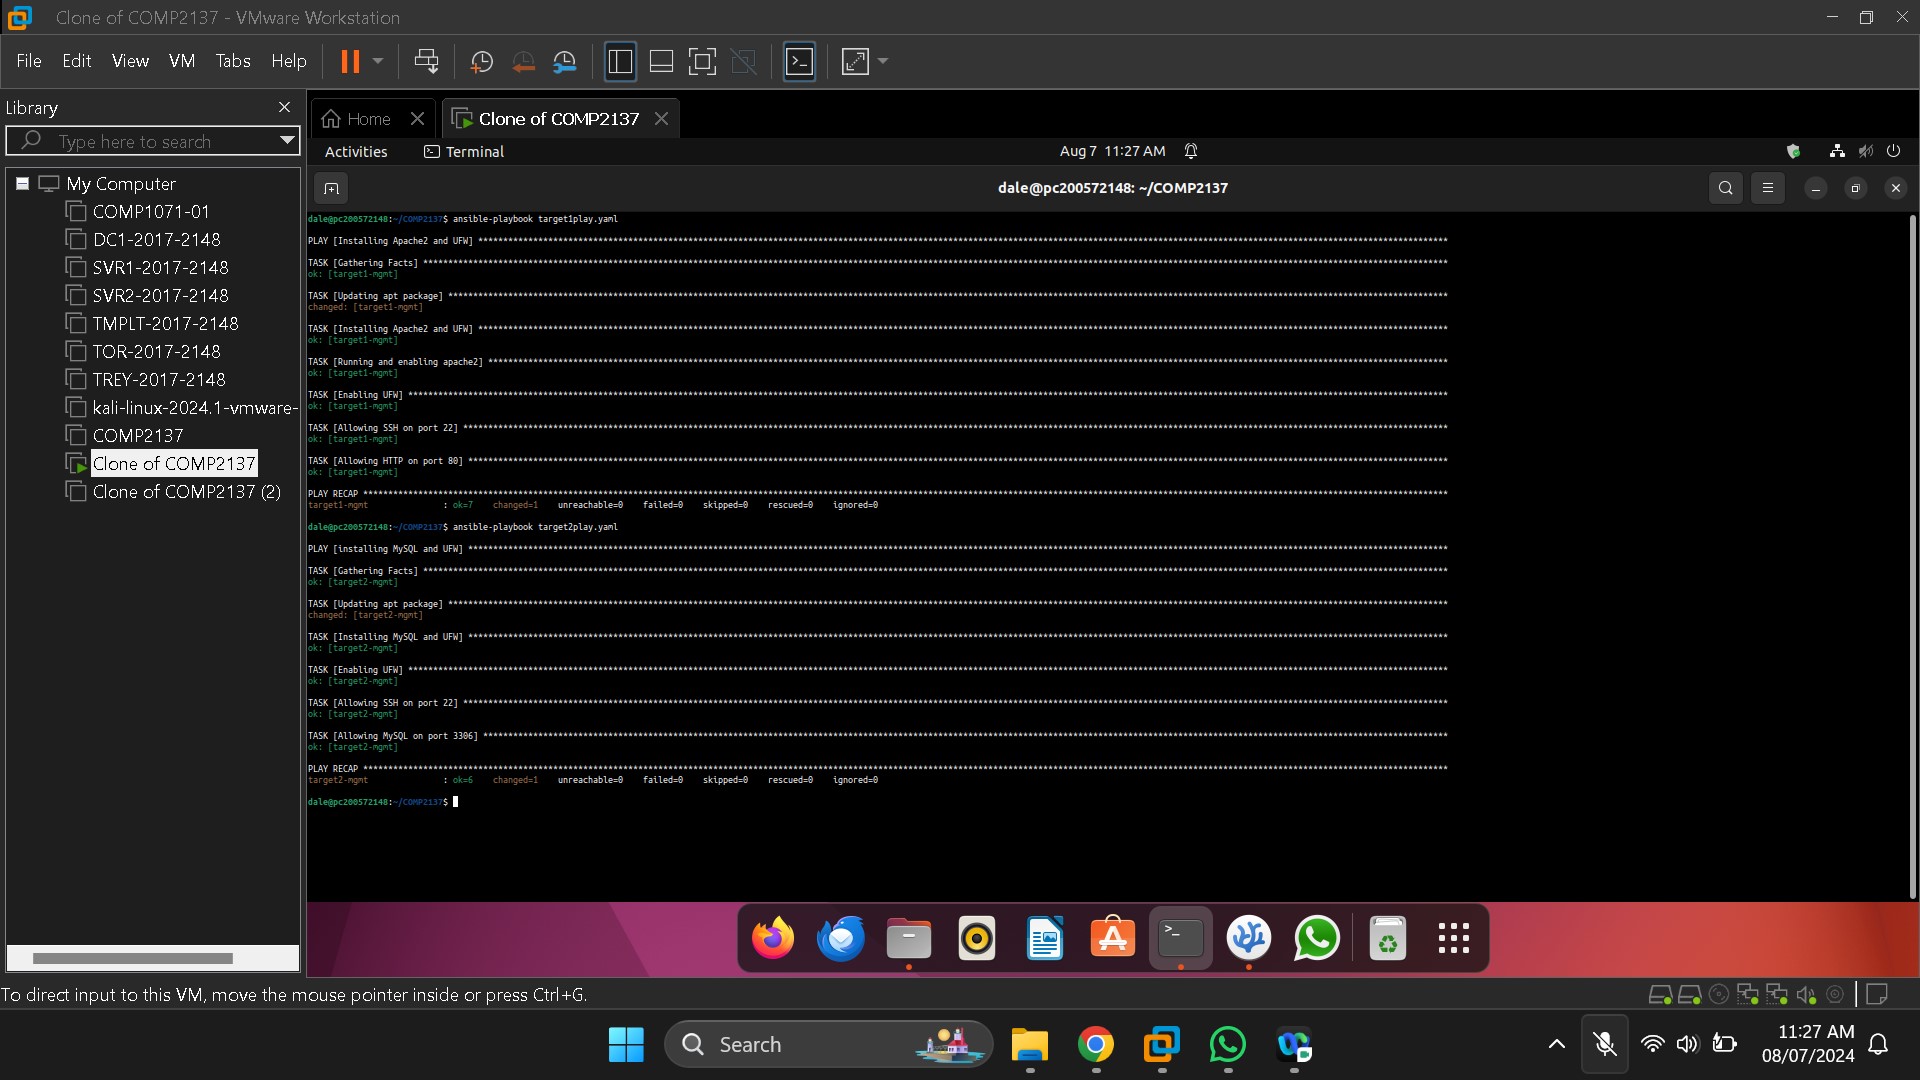 Clone of COMP2137 - VMware Workstation
File Edit View VM Tabs Help
Library
Type here to search
My Computer
COMP1071-01
DC1-2017-2148
SVR1-2017-2148
SVR2-2017-2148
TMPLT-2017-2148
TOR-2017-2148
TREY-2017-2148
kali-linux-2024.1-vmware-
COMP2137
Clone of COMP2137
Clone of COMP2137 (2)
Home Clone of COMP2137
Activities Terminal Aug 7 11:27 AM
dale@pc200572148: ~/COMP2137
dale@pc200572148:~/COMP2137$ ansible-playbook target1play.yaml
PLAY [Installing Apache2 and UFW] ****
TASK [Gathering Facts] ****
ok: [target1-mgmt]
TASK [Updating apt package] ****
changed: [target1-mgmt]
TASK [Installing Apache2 and UFW] ****
ok: [target1-mgmt]
TASK [Running and enabling apache2] ****
ok: [target1-mgmt]
TASK [Enabling UFW] ****
ok: [target1-mgmt]
TASK [Allowing SSH on port 22] ****
ok: [target1-mgmt]
TASK [Allowing HTTP on port 80] ****
ok: [target1-mgmt]
PLAY RECAP ****
target1-mgmt : ok=7 changed=1 unreachable=0 failed=0 skipped=0 rescued=0 ignored=0
dale@pc200572148:~/COMP2137$ ansible-playbook target2play.yaml
PLAY [installing MySQL and UFW] ****
TASK [Gathering Facts] ****
ok: [target2-mgmt]
TASK [Updating apt package] ****
changed: [target2-mgmt]
TASK [Installing MySQL and UFW] ****
ok: [target2-mgmt]
TASK [Enabling UFW] ****
ok: [target2-mgmt]
TASK [Allowing SSH on port 22] ****
ok: [target2-mgmt]
TASK [Allowing MySQL on port 3306] ****
ok: [target2-mgmt]
PLAY RECAP ****
target2-mgmt : ok=6 changed=1 unreachable=0 failed=0 skipped=0 rescued=0 ignored=0
dale@pc200572148:~/COMP2137$
To direct input to this VM, move the mouse pointer inside or press Ctrl+G.
Search
11:27 AM
08/07/2024